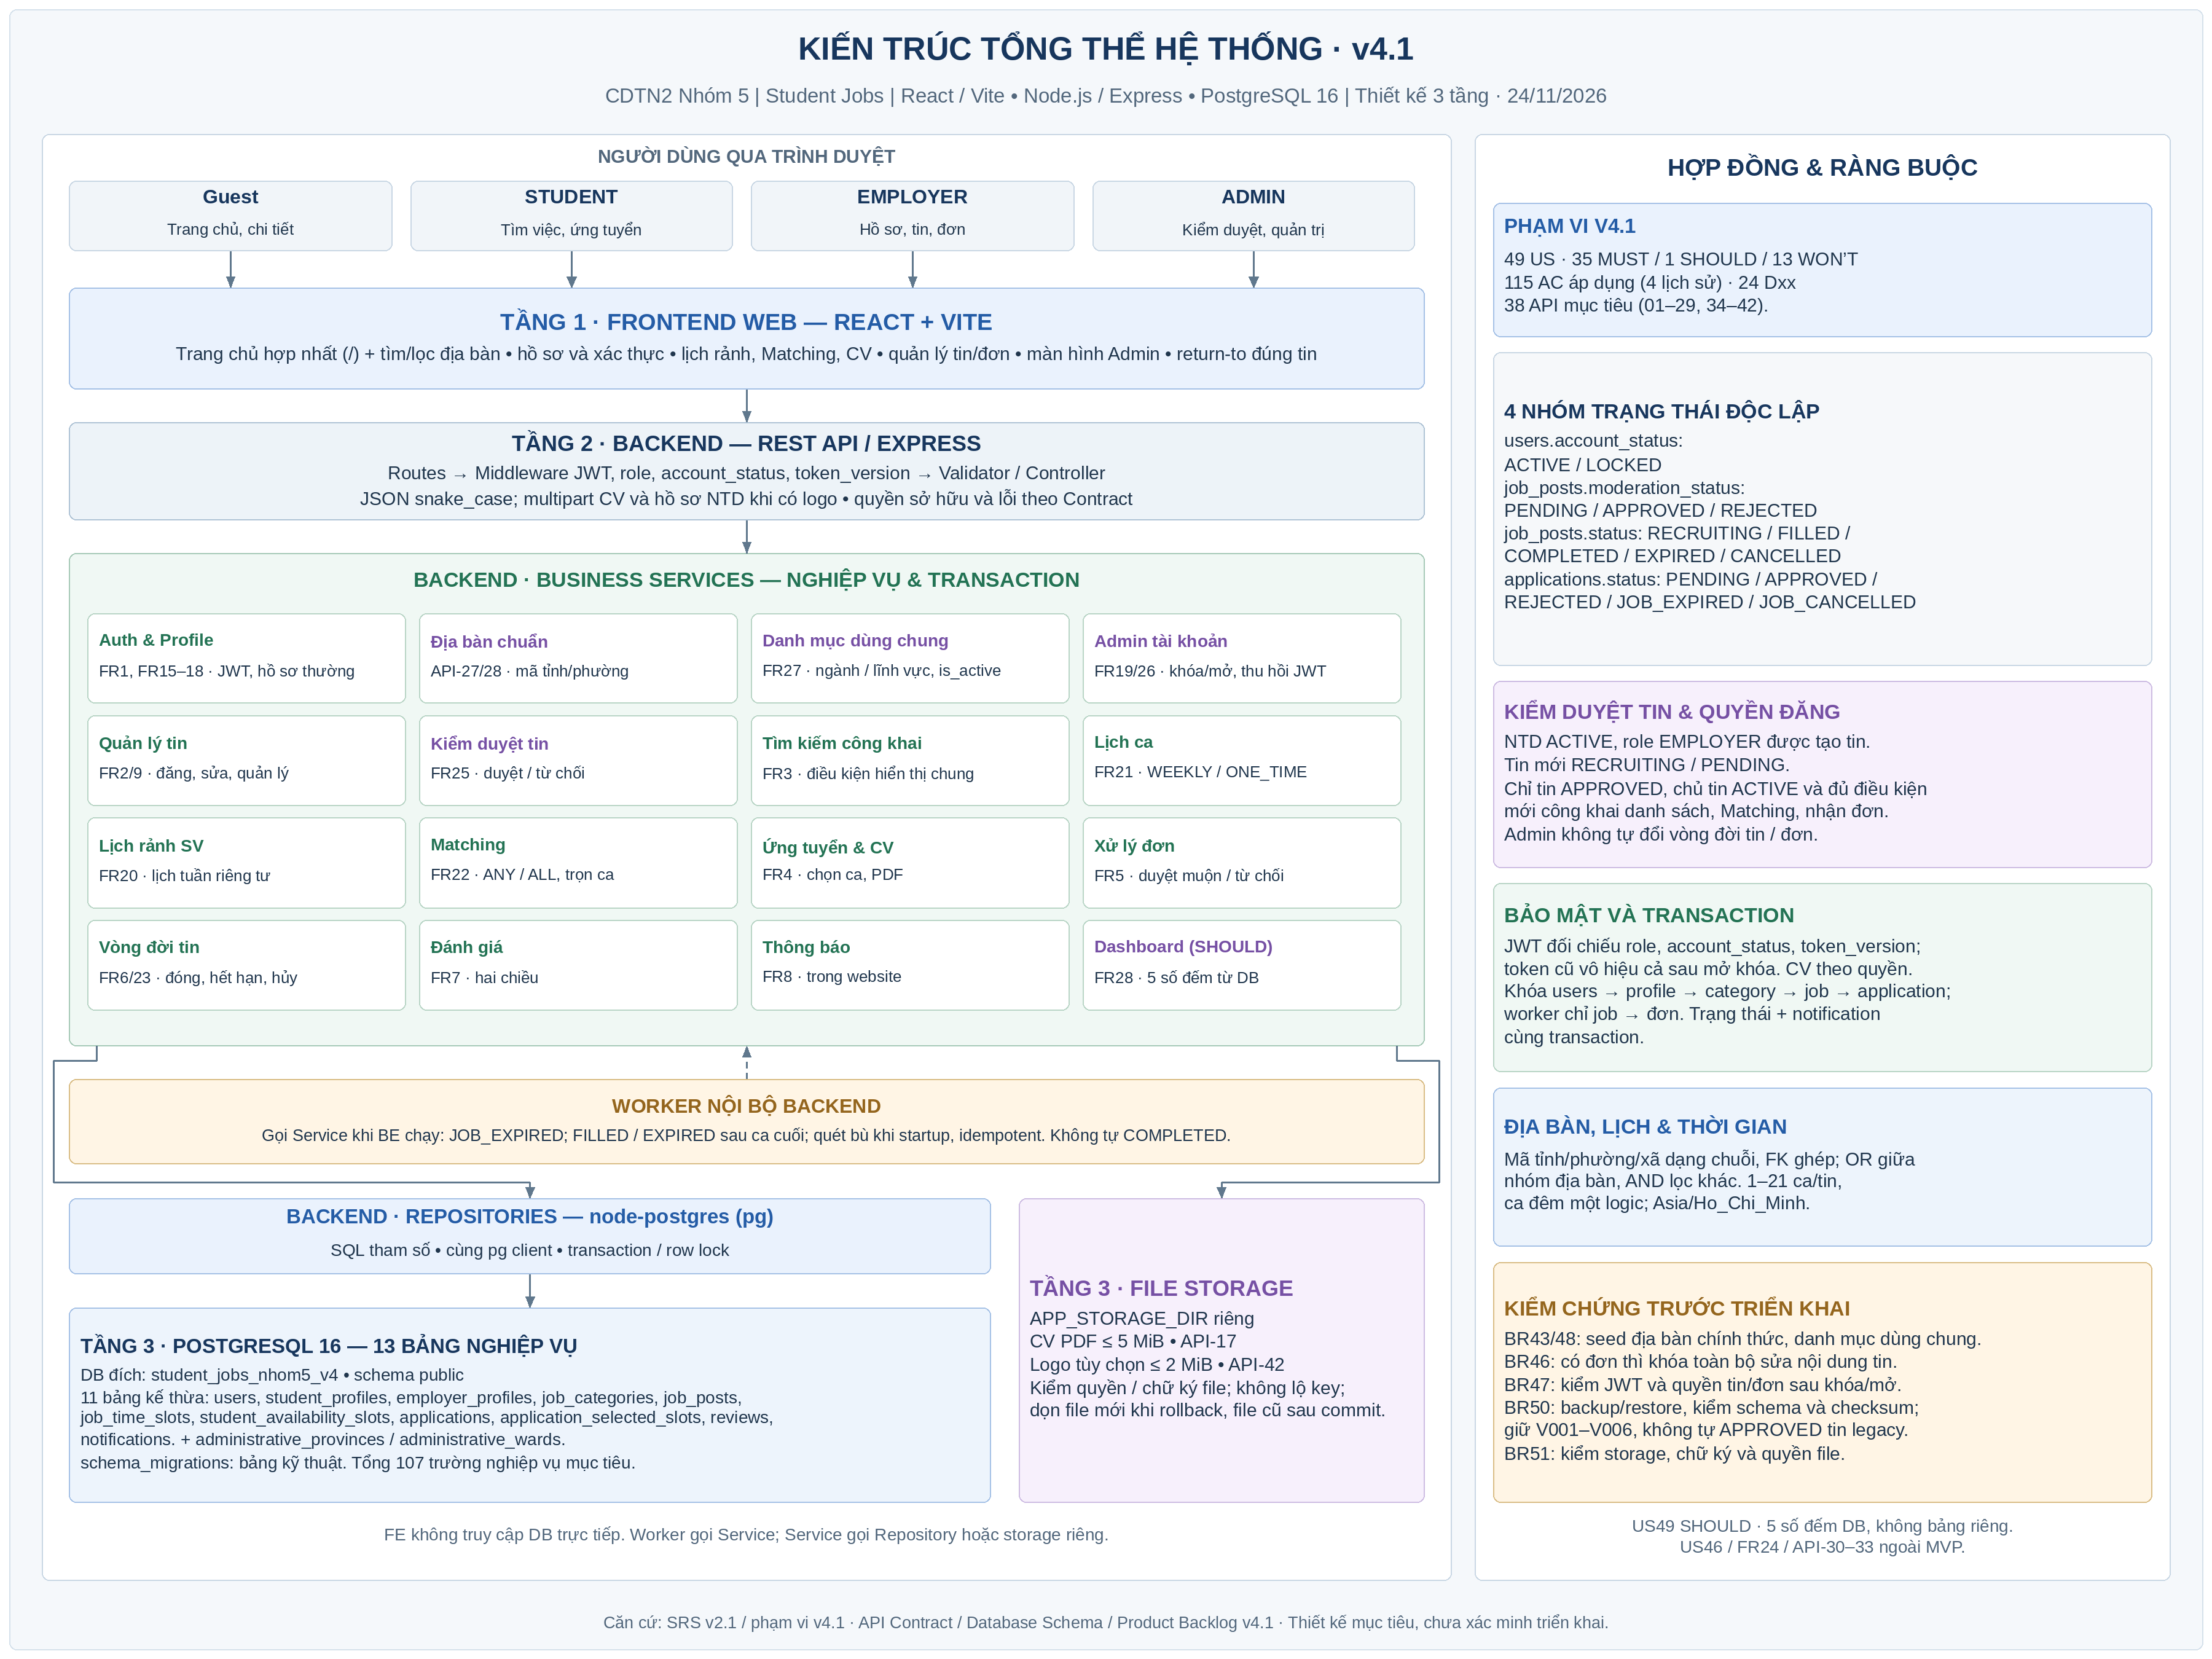 KIẾN TRÚC TỔNG THỂ HỆ THỐNG · v4.1
CDTN2 Nhóm 5 | Student Jobs | React / Vite • Node.js / Express • PostgreSQL 16 | Thiết kế 3 tầng · 24/11/2026
NGƯỜI DÙNG QUA TRÌNH DUYỆT
Guest
Trang chủ, chi tiết
STUDENT
Tìm việc, ứng tuyển
EMPLOYER
Hồ sơ, tin, đơn
ADMIN
Kiểm duyệt, quản trị
TẦNG 1 · FRONTEND WEB — REACT + VITE
Trang chủ hợp nhất (/) + tìm/lọc địa bàn • hồ sơ và xác thực • lịch rảnh, Matching, CV • quản lý tin/đơn • màn hình Admin • return-to đúng tin
TẦNG 2 · BACKEND — REST API / EXPRESS
Routes → Middleware JWT, role, account_status, token_version → Validator / Controller
JSON snake_case; multipart CV và hồ sơ NTD khi có logo • quyền sở hữu và lỗi theo Contract
BACKEND · BUSINESS SERVICES — NGHIỆP VỤ & TRANSACTION
Auth & Profile
FR1, FR15–18 · JWT, hồ sơ thường
Địa bàn chuẩn
API-27/28 · mã tỉnh/phường
Danh mục dùng chung
FR27 · ngành / lĩnh vực, is_active
Admin tài khoản
FR19/26 · khóa/mở, thu hồi JWT
Quản lý tin
FR2/9 · đăng, sửa, quản lý
Kiểm duyệt tin
FR25 · duyệt / từ chối
Tìm kiếm công khai
FR3 · điều kiện hiển thị chung
Lịch ca
FR21 · WEEKLY / ONE_TIME
Lịch rảnh SV
FR20 · lịch tuần riêng tư
Matching
FR22 · ANY / ALL, trọn ca
Ứng tuyển & CV
FR4 · chọn ca, PDF
Xử lý đơn
FR5 · duyệt muộn / từ chối
Vòng đời tin
FR6/23 · đóng, hết hạn, hủy
Đánh giá
FR7 · hai chiều
Thông báo
FR8 · trong website
Dashboard (SHOULD)
FR28 · 5 số đếm từ DB
WORKER NỘI BỘ BACKEND
Gọi Service khi BE chạy: JOB_EXPIRED; FILLED / EXPIRED sau ca cuối; quét bù khi startup, idempotent. Không tự COMPLETED.
BACKEND · REPOSITORIES — node-postgres (pg)
SQL tham số • cùng pg client • transaction / row lock
TẦNG 3 · POSTGRESQL 16 — 13 BẢNG NGHIỆP VỤ
DB đích: student_jobs_nhom5_v4 • schema public
11 bảng kế thừa: users, student_profiles, employer_profiles, job_categories, job_posts,
job_time_slots, student_availability_slots, applications, application_selected_slots, reviews,
notifications. + administrative_provinces / administrative_wards.
schema_migrations: bảng kỹ thuật. Tổng 107 trường nghiệp vụ mục tiêu.
TẦNG 3 · FILE STORAGE
APP_STORAGE_DIR riêng
CV PDF ≤ 5 MiB • API-17
Logo tùy chọn ≤ 2 MiB • API-42
Kiểm quyền / chữ ký file; không lộ key;
dọn file mới khi rollback, file cũ sau commit.
FE không truy cập DB trực tiếp. Worker gọi Service; Service gọi Repository hoặc storage riêng.
HỢP ĐỒNG & RÀNG BUỘC
PHẠM VI V4.1
49 US · 35 MUST / 1 SHOULD / 13 WON’T
115 AC áp dụng (4 lịch sử) · 24 Dxx
38 API mục tiêu (01–29, 34–42).
4 NHÓM TRẠNG THÁI ĐỘC LẬP
users.account_status:
ACTIVE / LOCKED
job_posts.moderation_status:
PENDING / APPROVED / REJECTED
job_posts.status: RECRUITING / FILLED /
COMPLETED / EXPIRED / CANCELLED
applications.status: PENDING / APPROVED /
REJECTED / JOB_EXPIRED / JOB_CANCELLED
KIỂM DUYỆT TIN & QUYỀN ĐĂNG
NTD ACTIVE, role EMPLOYER được tạo tin.
Tin mới RECRUITING / PENDING.
Chỉ tin APPROVED, chủ tin ACTIVE và đủ điều kiện
mới công khai danh sách, Matching, nhận đơn.
Admin không tự đổi vòng đời tin / đơn.
BẢO MẬT VÀ TRANSACTION
JWT đối chiếu role, account_status, token_version;
token cũ vô hiệu cả sau mở khóa. CV theo quyền.
Khóa users → profile → category → job → application;
worker chỉ job → đơn. Trạng thái + notification
cùng transaction.
ĐỊA BÀN, LỊCH & THỜI GIAN
Mã tỉnh/phường/xã dạng chuỗi, FK ghép; OR giữa
nhóm địa bàn, AND lọc khác. 1–21 ca/tin,
ca đêm một logic; Asia/Ho_Chi_Minh.
KIỂM CHỨNG TRƯỚC TRIỂN KHAI
BR43/48: seed địa bàn chính thức, danh mục dùng chung.
BR46: có đơn thì khóa toàn bộ sửa nội dung tin.
BR47: kiểm JWT và quyền tin/đơn sau khóa/mở.
BR50: backup/restore, kiểm schema và checksum;
giữ V001–V006, không tự APPROVED tin legacy.
BR51: kiểm storage, chữ ký và quyền file.
US49 SHOULD · 5 số đếm DB, không bảng riêng.
US46 / FR24 / API-30–33 ngoài MVP.
Căn cứ: SRS v2.1 / phạm vi v4.1 · API Contract / Database Schema / Product Backlog v4.1 · Thiết kế mục tiêu, chưa xác minh triển khai.